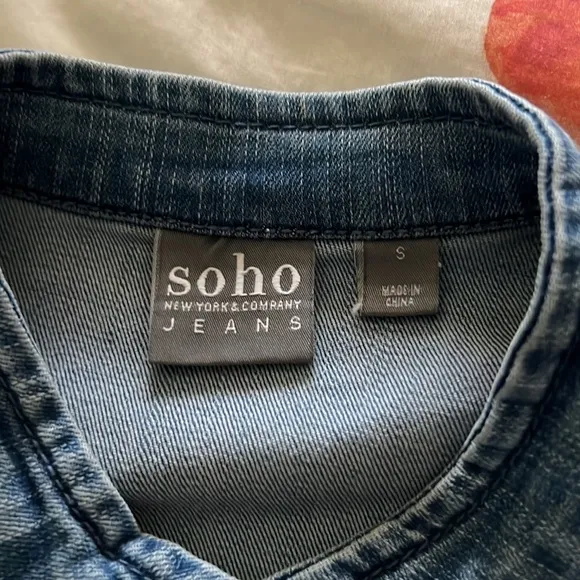 soho
NEW YORK & COMPANY
JEANS
S
MADE IN
CHINA